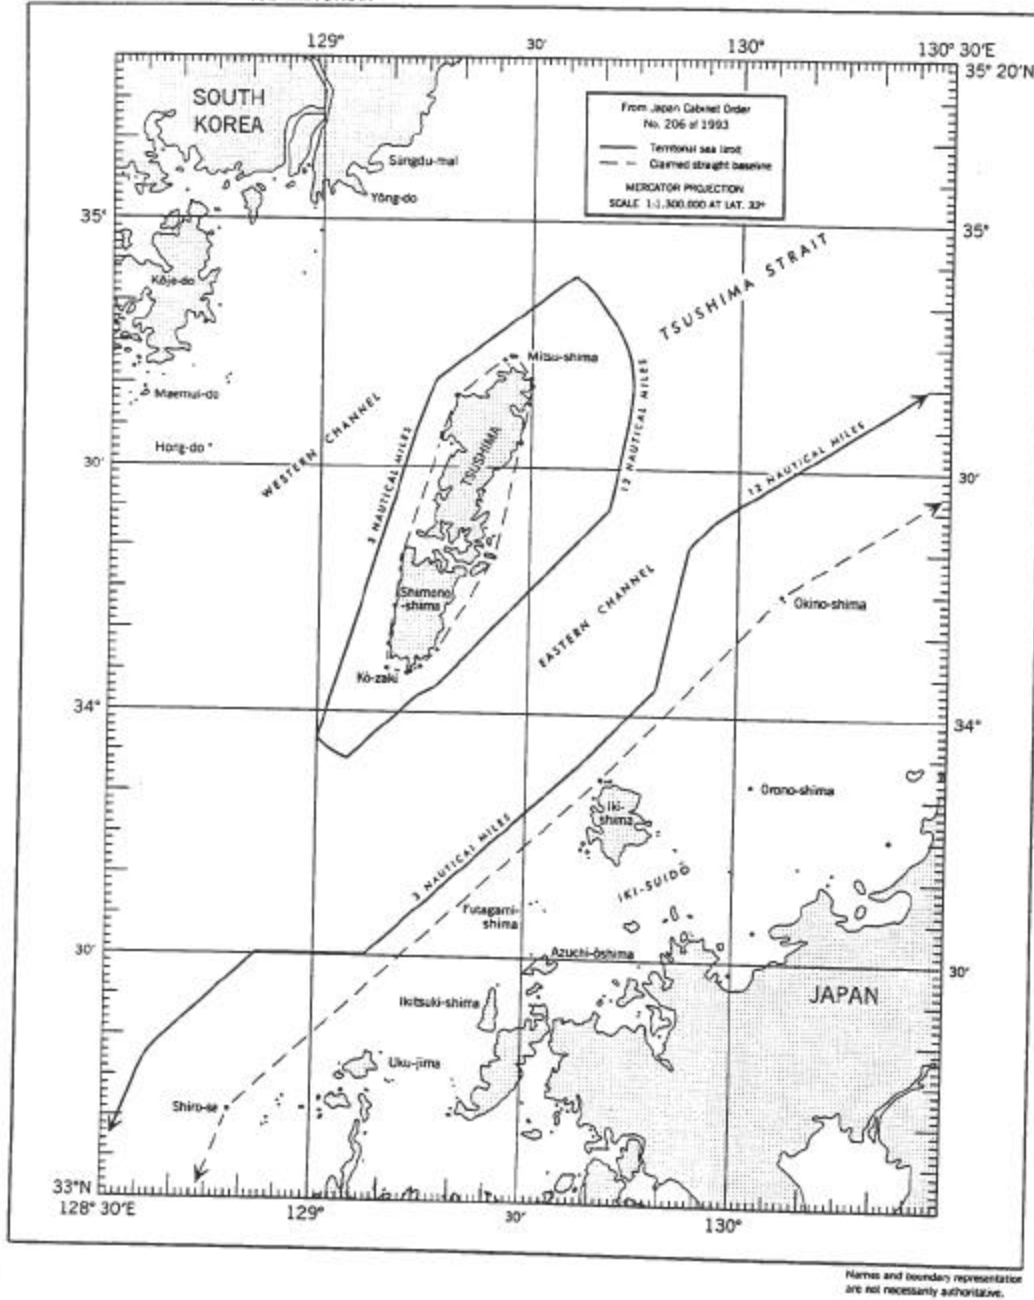 129°
30'
130°
130° 30'E
35° 20'N
SOUTH
KOREA
From Japan Cabinet Order
No. 206 of 1993
Territorial sea limit
Claimed straight baseline
MERCATOR PROJECTION
SCALE 1:1,300,000 AT LAT. 32°
Sángdu-mal
Yŏng-do
35°
35°
TSUSHIMA STRAIT
Kŏje-do
Mitsu-shima
Maemul-do
WESTERN CHANNEL
3 NAUTICAL MILES
TSUSHIMA
12 NAUTICAL MILES
Hong-do
12 NAUTICAL MILES
30'
30'
Shimono
-shima
EASTERN CHANNEL
Okino-shima
Kō-zaki
34°
34°
Orono-shima
Iki-
shima
3 NAUTICAL MILES
IKI-SUIDŌ
Futagami-
shima
30'
Azuchi-ōshima
30'
Ikitsuki-shima
JAPAN
Uku-jima
Shiro-se
33°N
128° 30'E
129°
30'
130°
Names and boundary representation
are not necessarily authoritative.